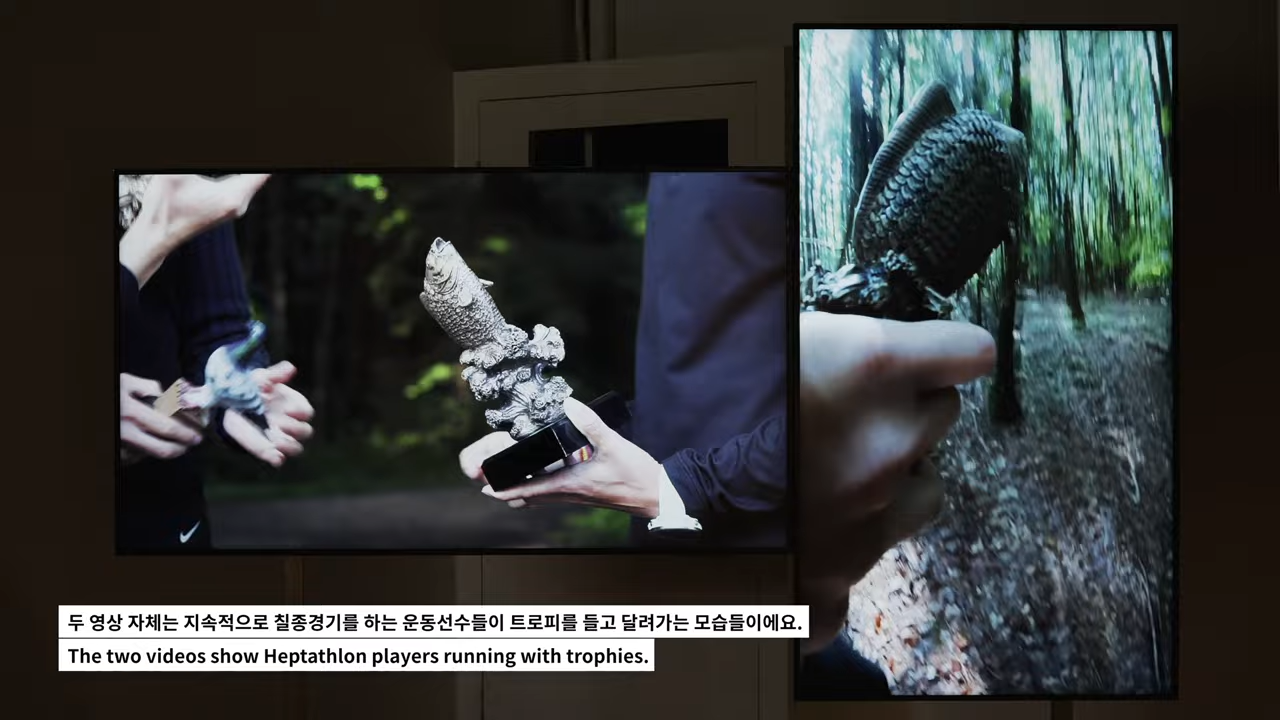 두 영상 자체는 지속적으로 칠종경기를 하는 운동선수들이 트로피를 들고 달려가는 모습들이에요.
The two videos show Heptathlon players running with trophies.